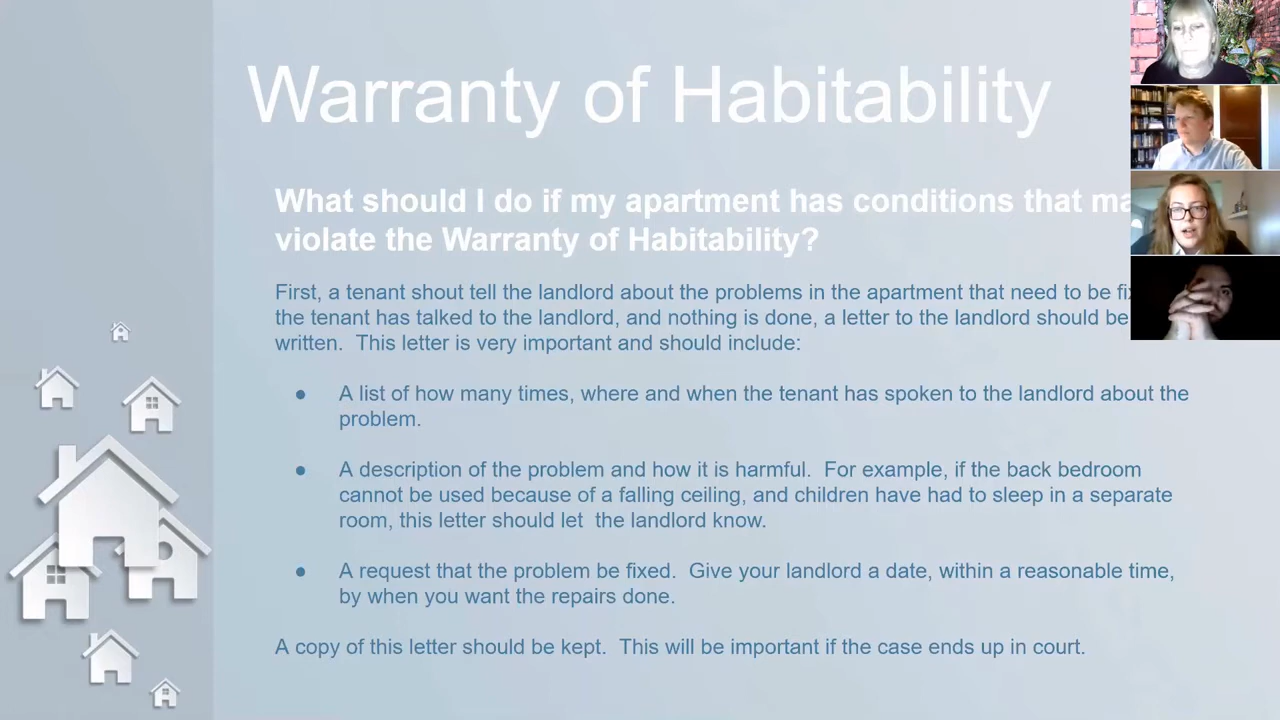 Warranty of Habitability
What should I do if my apartment has conditions that
violate the Warranty of Habitability?
First, a tenant shout tell the landlord about the problems in the apartment that need to be
the tenant has talked to the landlord, and nothing is done, a letter to the landlord should be
written. This letter is very important and should include:
● A list of how many times, where and when the tenant has spoken to the landlord about the
problem.
● A description of the problem and how it is harmful. For example, if the back bedroom
cannot be used because of a falling ceiling, and children have had to sleep in a separate
room, this letter should let the landlord know.
● A request that the problem be fixed. Give your landlord a date, within a reasonable time,
by when you want the repairs done.
A copy of this letter should be kept. This will be important if the case ends up in court.